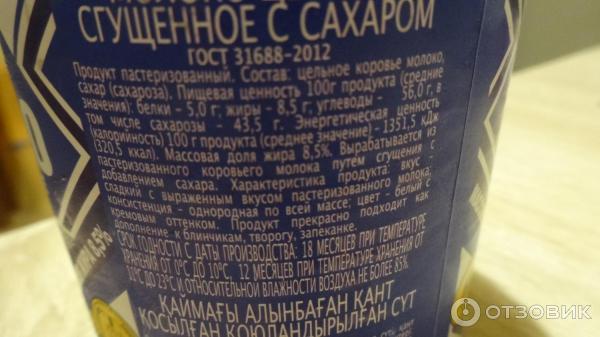 СГУЩЕННОЕ С САХАРОМ
ГОСТ 31688-2012
Продукт пастеризованный. Состав: цельное коровье молоко,
сахар (сахароза). Пищевая ценность 100г продукта (средние
значения): белки - 5,0 г; жиры - 8,5 г; углеводы - 56,0 г, в
том числе сахарозы - 43,5 г. Энергетическая ценность
(калорийность) 100 г продукта (среднее значение) - 1351,5 кДж
(320,5 ккал). Массовая доля жира 8,5%. Вырабатывается из
пастеризованного коровьего молока путем сгущения с
добавлением сахара. Характеристика продукта: вкус -
сладкий с выраженным вкусом пастеризованного молока;
консистенция - однородная по всей массе; цвет - белый с
кремовым оттенком. Продукт прекрасно подходит как
дополнение к блинчикам, творогу, запеканке.
СРОК ГОДНОСТИ С ДАТЫ ПРОИЗВОДСТВА: 18 МЕСЯЦЕВ ПРИ ТЕМПЕРАТУРЕ
ХРАНЕНИЯ ОТ 0°С ДО 10°С, 12 МЕСЯЦЕВ ПРИ ТЕМПЕРАТУРЕ ХРАНЕНИЯ ОТ
10°С ДО 25°С И ОТНОСИТЕЛЬНОЙ ВЛАЖНОСТИ ВОЗДУХА НЕ БОЛЕЕ 85%
ҚАЙМАҒЫ АЛЫНБАҒАН ҚАНТ
ҚОСЫЛҒАН ҚОЮЛАНДЫРЫЛҒАН СҮТ
8,5%
ОТЗОВИК